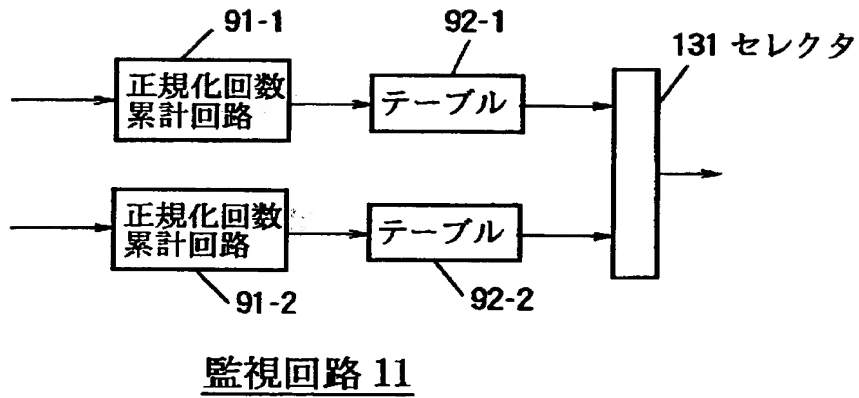 91-1
92-1
131 セレクタ
正規化回数
累計回路
テーブル
正規化回数
累計回路
テーブル
91-2
92-2
監視回路 11